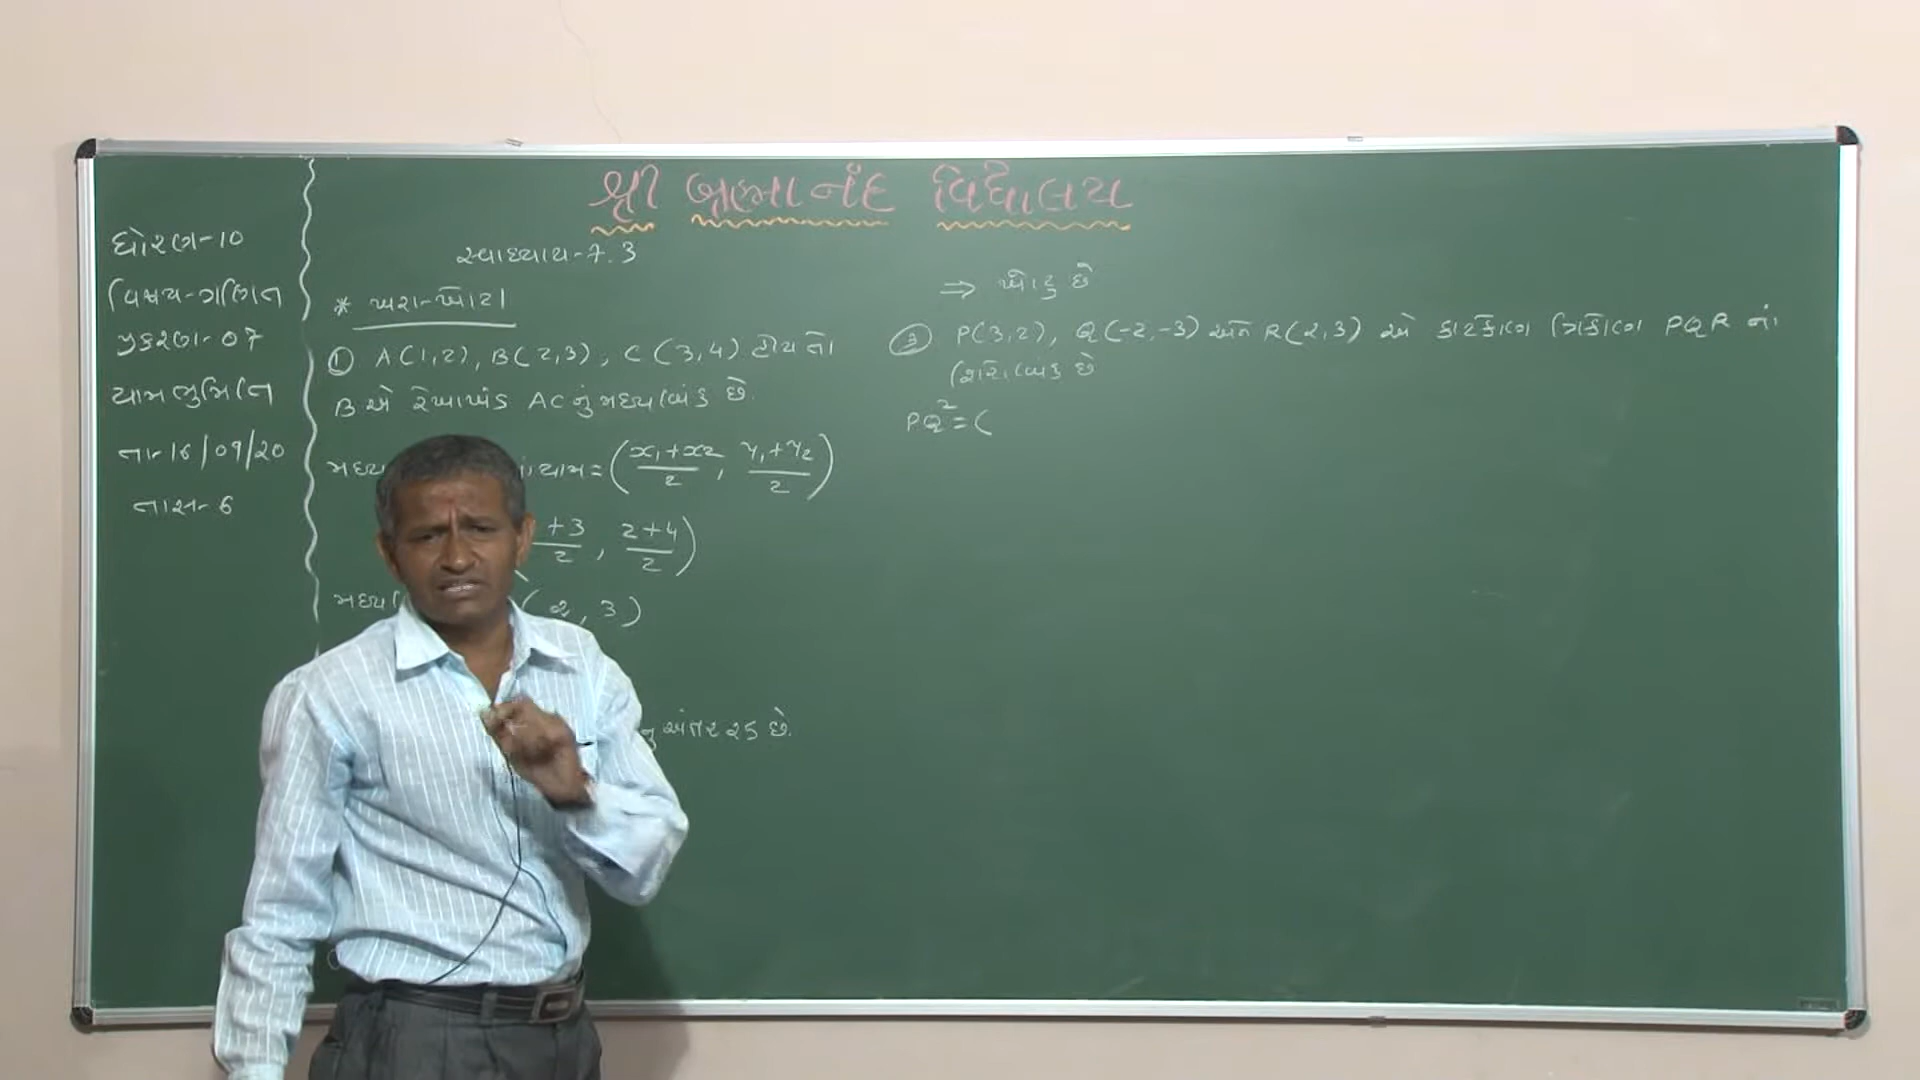 શ્રી બ્રહ્માનંદ વિદ્યાલય
ધોરણ-10
વિષય-ગણિત
પ્રકરણ-07
યામ ભુમિતિ
તા-16/09/20
તાસ-6
સ્વાધ્યાય-7.3
* ખરા-ખોટા
① A(1,2), B(2,3), C(3,4) હોય તો
B એ રેખાખંડ AC નું મધ્યબિંદુ છે.
મધ્ય યામ = (x₁+x₂/2, y₁+y₂/2)
+3/2, 2+4/2)
(2, 3)
નુ અંતર 25 છે.
⇒ ખોટુ છે
③ P(3,2), Q(-2,-3) અને R(2,3) એ કાટકોણ ત્રિકોણ PQR નાં
શિરોબિંદુ છે
PQ² = (